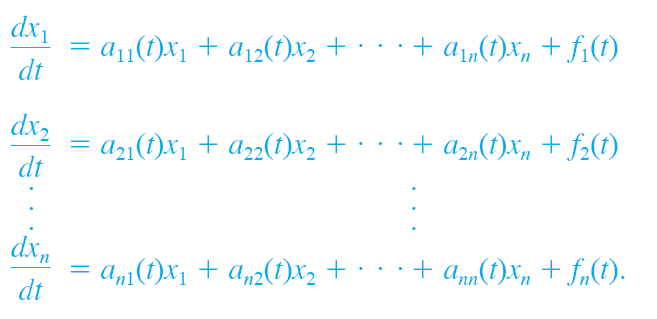 dx₁/dt = a₁₁(t)x₁ + a₁₂(t)x₂ + · · · + a₁ₙ(t)xₙ + f₁(t)
dx₂/dt = a₂₁(t)x₁ + a₂₂(t)x₂ + · · · + a₂ₙ(t)xₙ + f₂(t)
⋮ ⋮
dxₙ/dt = aₙ₁(t)x₁ + aₙ₂(t)x₂ + · · · + aₙₙ(t)xₙ + fₙ(t).